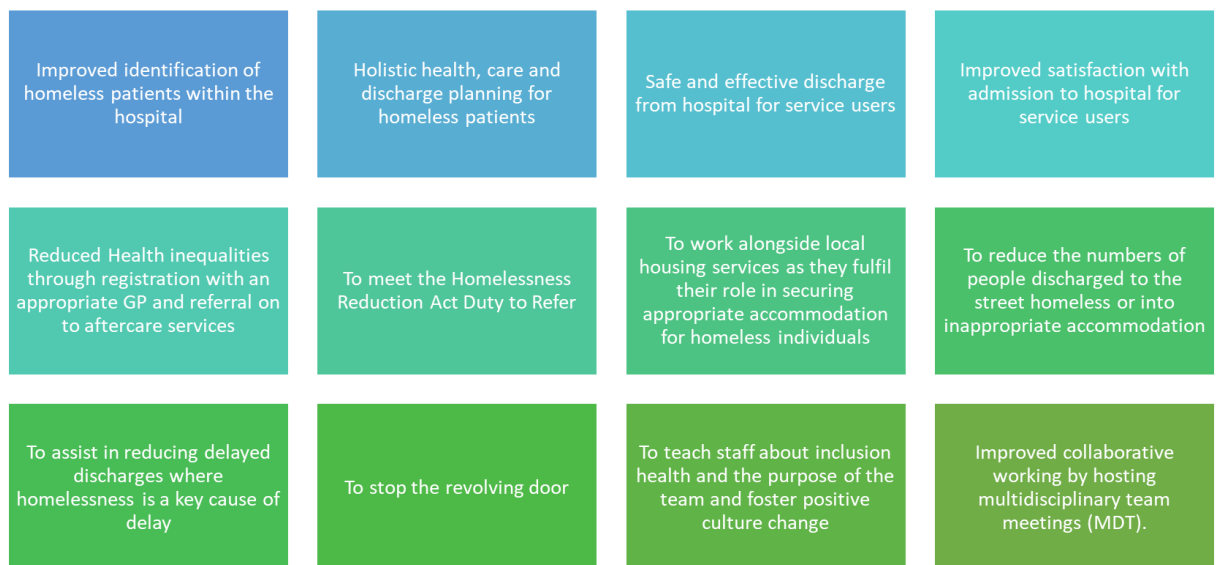 Improved identification of
homeless patients within the
hospital
Holistic health, care and
discharge planning for
homeless patients
Safe and effective discharge
from hospital for service users
Improved satisfaction with
admission to hospital for
service users
Reduced Health inequalities
through registration with an
appropriate GP and referral on
to aftercare services
To meet the Homelessness
Reduction Act Duty to Refer
To work alongside local
housing services as they fulfil
their role in securing
appropriate accommodation
for homeless individuals
To reduce the numbers of
people discharged to the
street homeless or into
inappropriate accommodation
To assist in reducing delayed
discharges where
homelessness is a key cause of
delay
To stop the revolving door
To teach staff about inclusion
health and the purpose of the
team and foster positive
culture change
Improved collaborative
working by hosting
multidisciplinary team
meetings (MDT).